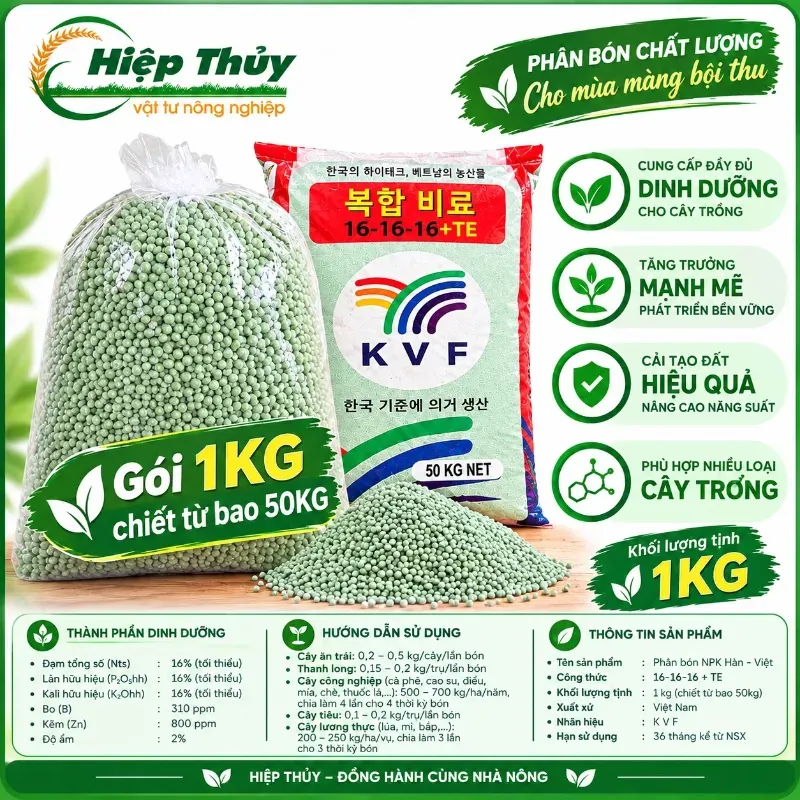 Hiệp Thủy
vật tư nông nghiệp
PHÂN BÓN CHẤT LƯỢNG
Cho mùa màng bội thu
한국의 하이테크, 베트남의 농산물
복합 비료
16-16-16+TE
KVF
한국 기준에 의거 생산
50 KG NET
Gói 1KG
chiết từ bao 50KG
CUNG CẤP ĐẦY ĐỦ
DINH DƯỠNG
CHO CÂY TRỒNG
TĂNG TRƯỞNG
MẠNH MẼ
PHÁT TRIỂN BỀN VỮNG
CẢI TẠO ĐẤT
HIỆU QUẢ
NÂNG CAO NĂNG SUẤT
PHÙ HỢP NHIỀU LOẠI
CÂY TRƠNG
Khối lượng tịnh
1KG
THÀNH PHẦN DINH DƯỠNG
• Đạm tổng số (Nts) : 16% (tối thiểu)
• Lân hữu hiệu (P₂O₅hh) : 16% (tối thiểu)
• Kali hữu hiệu (K₂Ohh) : 16% (tối thiểu)
• Bo (B) : 310 ppm
• Kẽm (Zn) : 800 ppm
• Độ ẩm : 2%
HƯỚNG DẪN SỬ DỤNG
• Cây ăn trái: 0,2 – 0,5 kg/cây/lần bón
• Thanh long: 0,15 – 0,2 kg/trụ/lần bón
• Cây công nghiệp (cà phê, cao su, điều,
mía, chè, thuốc lá,...): 500 – 700 kg/ha/năm,
chia làm 4 lần cho 4 thời kỳ bón
• Cây tiêu: 0,1 – 0,2 kg/trụ/lần bón
• Cây lương thực (lúa, mì, bắp,...):
200 – 250 kg/ha/vụ, chia làm 3 lần
cho 3 thời kỳ bón
THÔNG TIN SẢN PHẨM
• Tên sản phẩm : Phân bón NPK Hàn - Việt
• Công thức : 16-16-16 + TE
• Khối lượng tịnh : 1 kg (chiết từ bao 50kg)
• Xuất xứ : Việt Nam
• Nhãn hiệu : K V F
• Hạn sử dụng : 36 tháng kể từ NSX
HIỆP THỦY – ĐỒNG HÀNH CÙNG NHÀ NÔNG